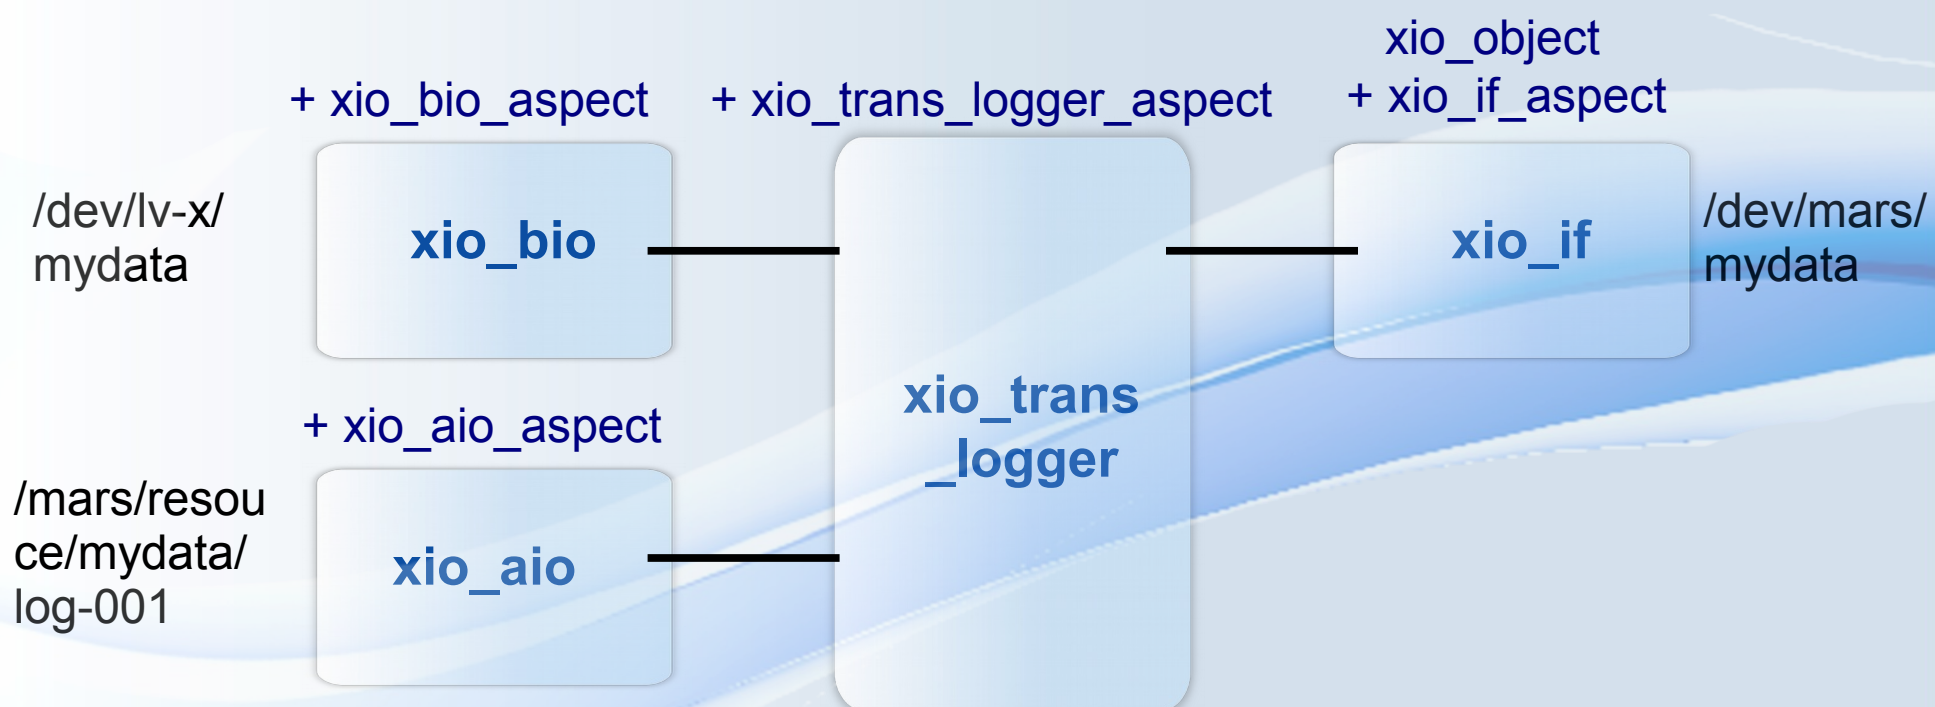 xio_object
+ xio_bio_aspect
+ xio_trans_logger_aspect
+ xio_if_aspect
/dev/lv-x/
mydata
xio_bio
xio_if
/dev/mars/
mydata
xio_trans
_logger
+ xio_aio_aspect
/mars/resou
ce/mydata/
log-001
xio_aio